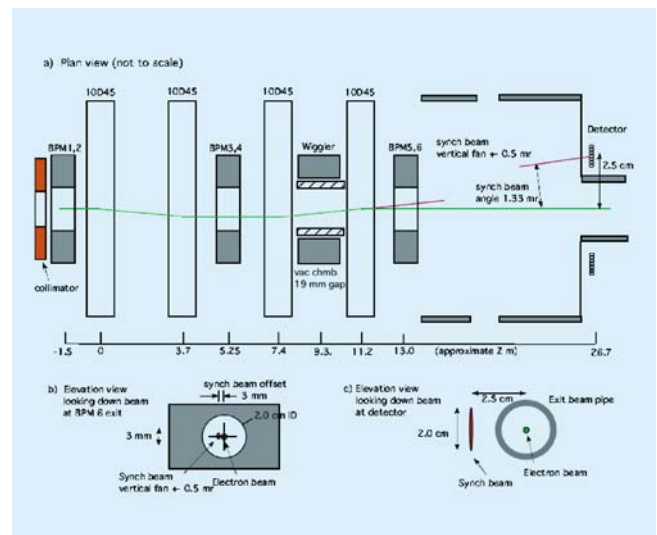 a) Plan view (not to scale)
10D45 10D45 10D45 10D45
BPM1,2 BPM3,4 Wiggler BPM5,6 Detector
synch beam
vertical fan +- 0.5 mr
2.5 cm
synch beam
angle 1.33 mr
vac chmb
19 mm gap
collimator
-1.5 0 3.7 5.25 7.4 9.3. 11.2 13.0 (approximate Z m) 26.7
b) Elevation view
looking down beam
at BPM 6 exit
synch beam offset
3 mm
2.0 cm ID
3 mm
Synch beam
vertical fan +- 0.5 mr
Electron beam
c) Elevation view
looking down beam
at detector
2.5 cm
Exit beam pipe
2.0 cm
Electron beam
Synch beam